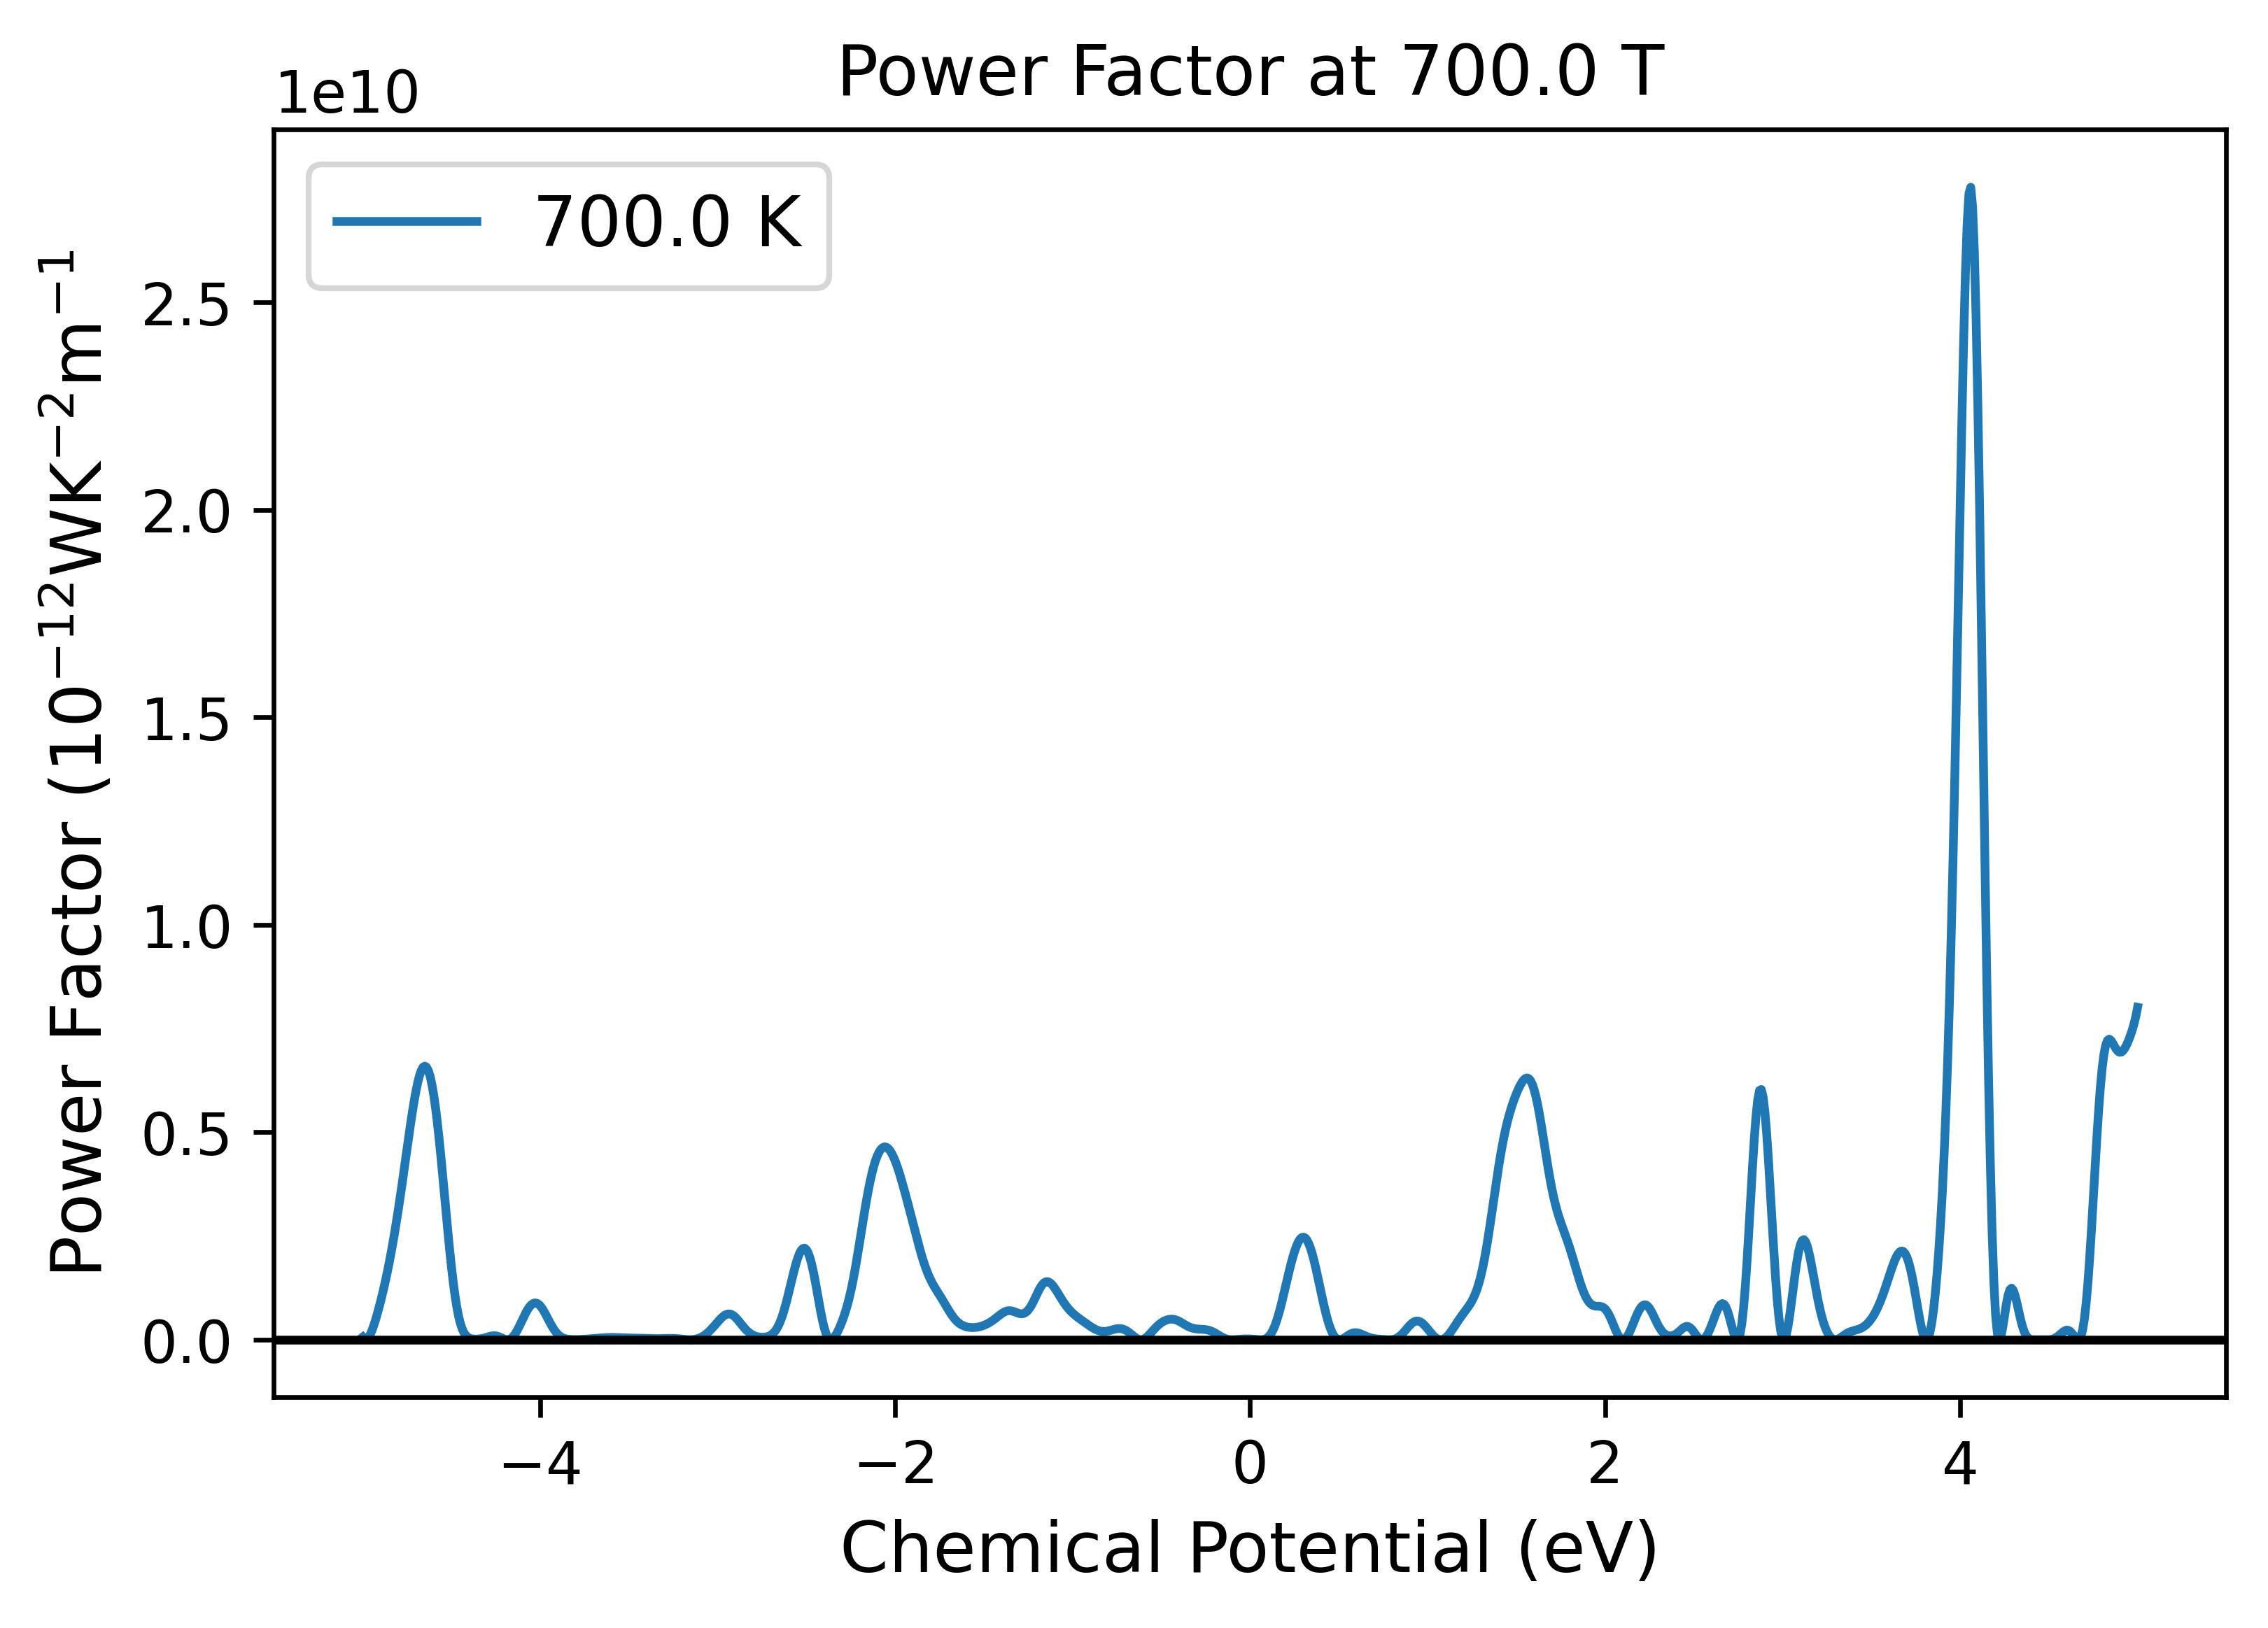 Power Factor at 700.0 T
1e10
700.0 K
Power Factor (10⁻¹²WK⁻²m⁻¹
2.5
2.0
1.5
1.0
0.5
0.0
−4
−2
0
2
4
Chemical Potential (eV)